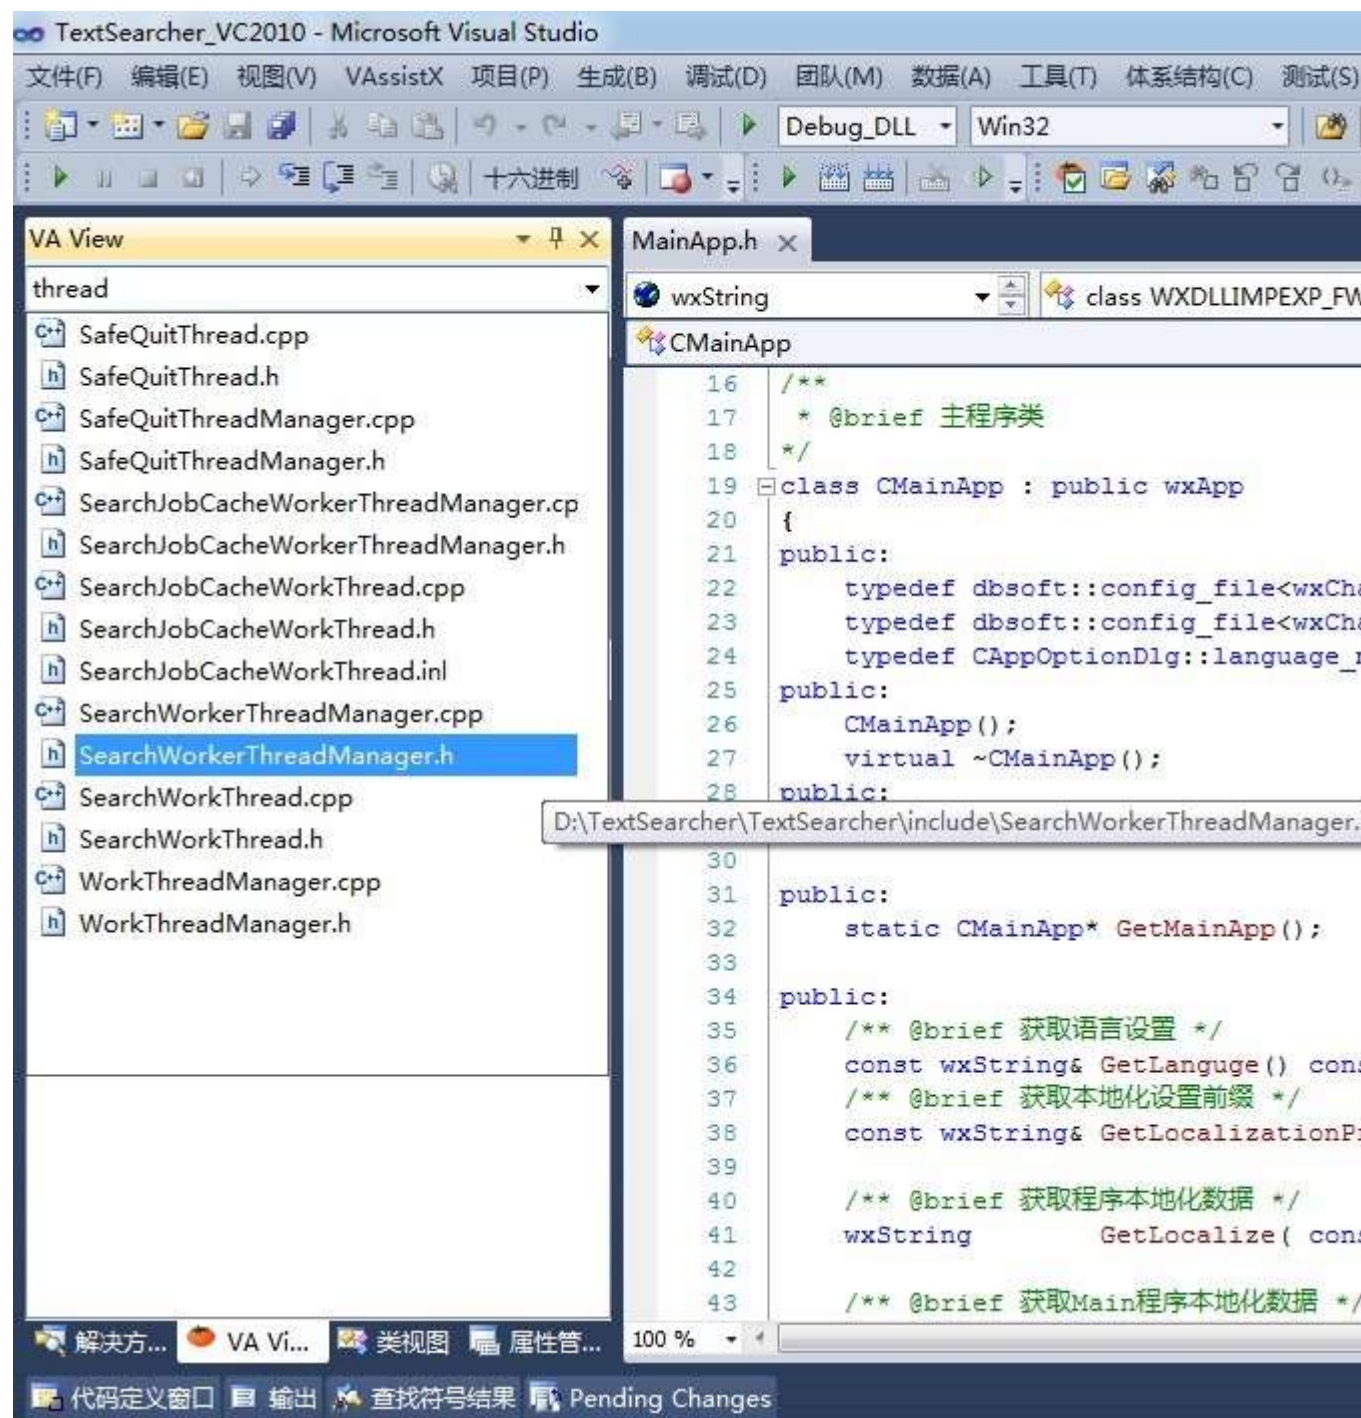 TextSearcher_VC2010 - Microsoft Visual Studio
文件(F) 编辑(E) 视图(V) VAssistX 项目(P) 生成(B) 调试(D) 团队(M) 数据(A) 工具(T) 体系结构(C) 测试(S)
Debug_DLL Win32
十六进制
VA View
thread
SafeQuitThread.cpp
SafeQuitThread.h
SafeQuitThreadManager.cpp
SafeQuitThreadManager.h
SearchJobCacheWorkerThreadManager.cp
SearchJobCacheWorkerThreadManager.h
SearchJobCacheWorkThread.cpp
SearchJobCacheWorkThread.h
SearchJobCacheWorkThread.inl
SearchWorkerThreadManager.cpp
SearchWorkerThreadManager.h
SearchWorkThread.cpp
SearchWorkThread.h
WorkThreadManager.cpp
WorkThreadManager.h
MainApp.h
wxString class WXDLLIMPEXP_FW
CMainApp
16 /**
17 * @brief 主程序类
18 */
19 class CMainApp : public wxApp
20 {
21 public:
22 typedef dbsoft::config_file<wxCha
23 typedef dbsoft::config_file<wxCha
24 typedef CAppOptionDlg::language_
25 public:
26 CMainApp();
27 virtual ~CMainApp();
28 public:
D:\TextSearcher\TextSearcher\include\SearchWorkerThreadManager.
30
31 public:
32 static CMainApp* GetMainApp();
33
34 public:
35 /** @brief 获取语言设置 */
36 const wxString& GetLanguge() cons
37 /** @brief 获取本地化设置前缀 */
38 const wxString& GetLocalizationP
39
40 /** @brief 获取程序本地化数据 */
41 wxString GetLocalize( cons
42
43 /** @brief 获取Main程序本地化数据 */
100 %
解决方... VA Vi... 类视图 属性管...
代码定义窗口 输出 查找符号结果 Pending Changes